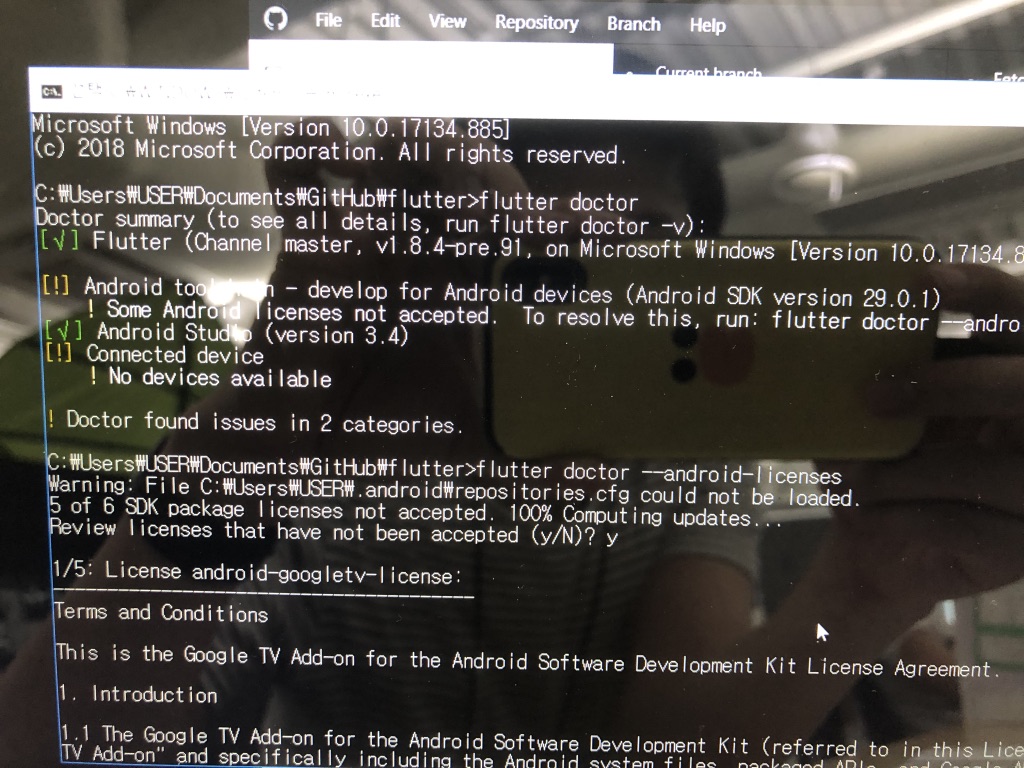 File Edit View Repository Branch Help
Current branch
Microsoft Windows [Version 10.0.17134.885]
(c) 2018 Microsoft Corporation. All rights reserved.
C:₩Users₩USER₩Documents₩GitHub₩flutter>flutter doctor
Doctor summary (to see all details, run flutter doctor -v):
[√] Flutter (Channel master, v1.8.4-pre.91, on Microsoft Windows [Version 10.0.17134.8
[!] Android toolchain - develop for Android devices (Android SDK version 29.0.1)
! Some Android licenses not accepted. To resolve this, run: flutter doctor --andro
[√] Android Studio (version 3.4)
[!] Connected device
! No devices available
! Doctor found issues in 2 categories.
C:₩Users₩USER₩Documents₩GitHub₩flutter>flutter doctor --android-licenses
Warning: File C:₩Users₩USER₩.android₩repositories.cfg could not be loaded.
5 of 6 SDK package licenses not accepted. 100% Computing updates...
Review licenses that have not been accepted (y/N)? y
1/5: License android-googletv-license:
---------------------------------------
Terms and Conditions
This is the Google TV Add-on for the Android Software Development Kit License Agreement.
1. Introduction
1.1 The Google TV Add-on for the Android Software Development Kit (referred to in this Lice
TV Add-on" and specifically including the Android system files, packaged APIs, and Google A